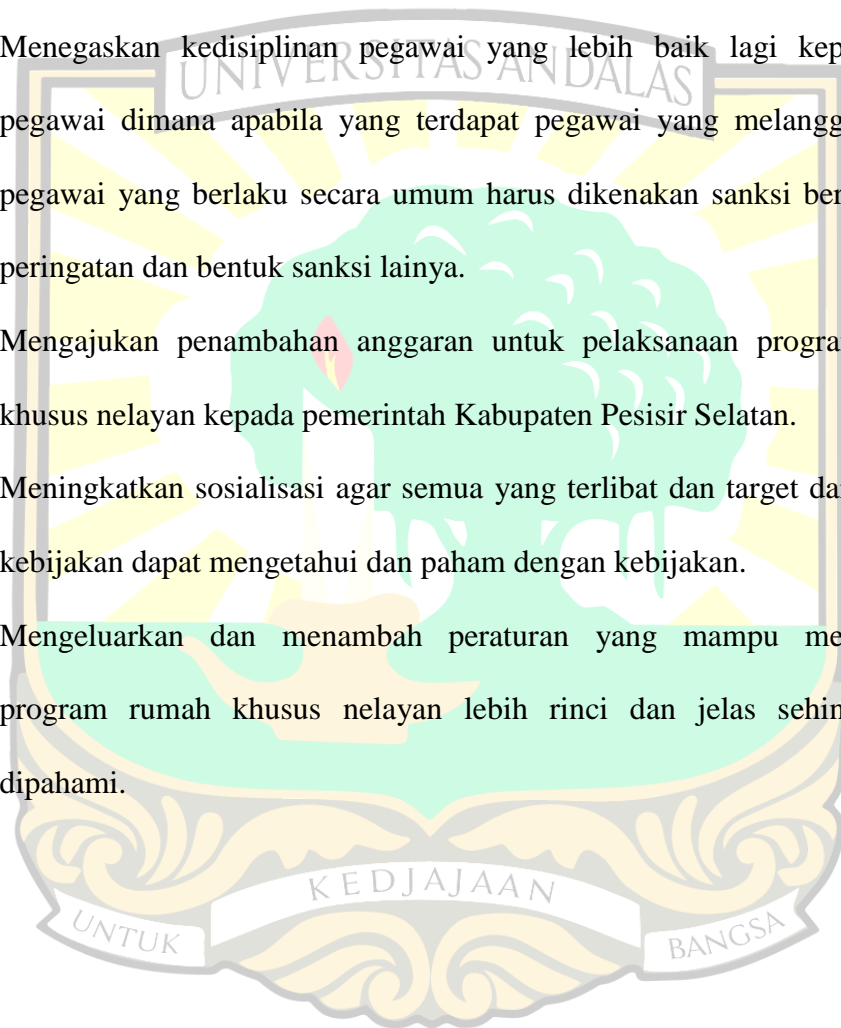 Menegaskan kedisiplinan pegawai yang lebih baik lagi kep
UNIVERSITAS ANDALAS
pegawai dimana apabila yang terdapat pegawai yang melangg
pegawai yang berlaku secara umum harus dikenakan sanksi ber
peringatan dan bentuk sanksi lainya.
Mengajukan penambahan anggaran untuk pelaksanaan progra
khusus nelayan kepada pemerintah Kabupaten Pesisir Selatan.
Meningkatkan sosialisasi agar semua yang terlibat dan target da
kebijakan dapat mengetahui dan paham dengan kebijakan.
Mengeluarkan dan menambah peraturan yang mampu me
program rumah khusus nelayan lebih rinci dan jelas sehin
dipahami.
KEDJAJAAN
UNTUK
BANGSA